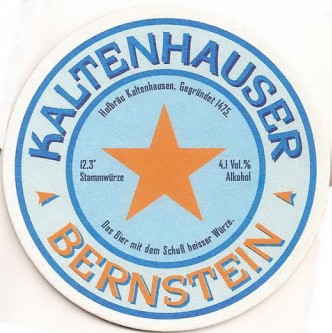 KALTENHAUSER
Hofbräu Kaltenhausen. Gegründet 1475.
12.3°
Stammwürze
4.1 Vol.%
Alkohol
Das Bier mit dem Schuß heisser Würze.
BERNSTEIN